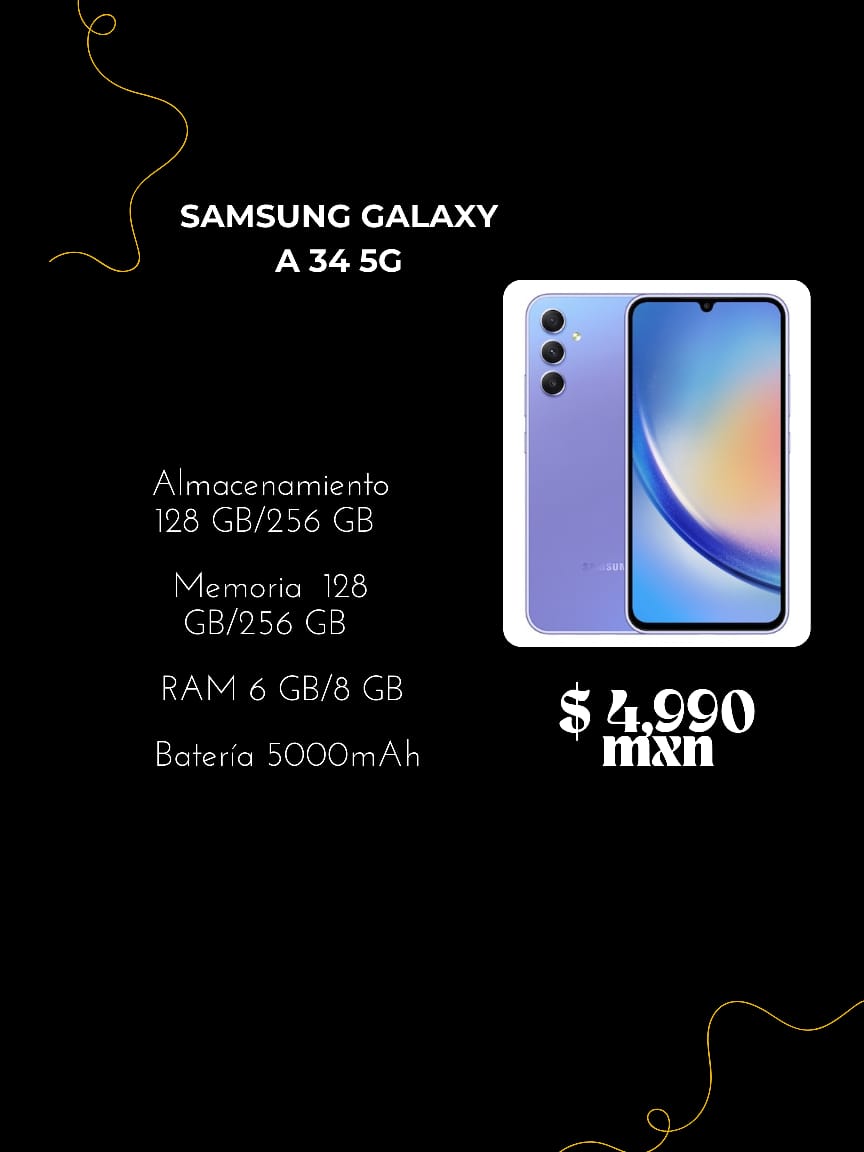 SAMSUNG GALAXY
A 34 5G
Almacenamiento
128 GB/256 GB
Memoria 128
GB/256 GB
RAM 6 GB/8 GB
Batería 5000mAh
SAMSUN
$ 4,990
mxn